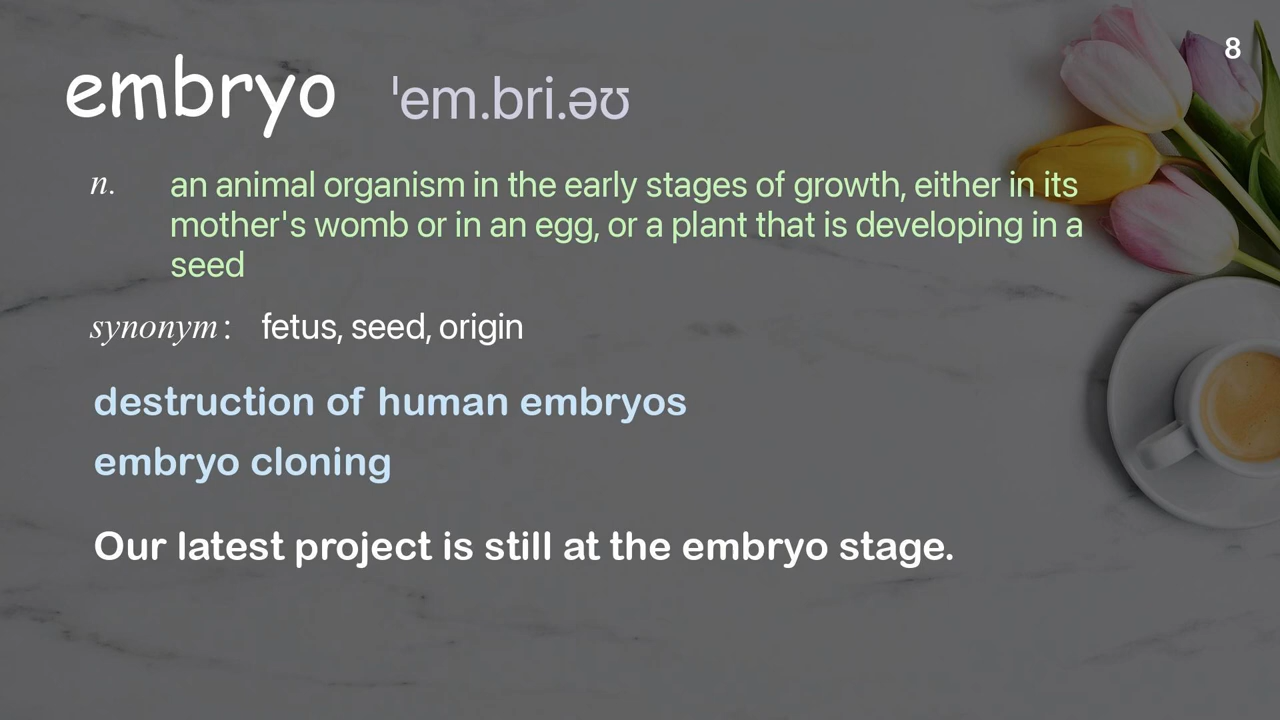 8
embryo ˈem.bri.əʊ
n. an animal organism in the early stages of growth, either in its
mother's womb or in an egg, or a plant that is developing in a
seed
synonym: fetus, seed, origin
destruction of human embryos
embryo cloning
Our latest project is still at the embryo stage.